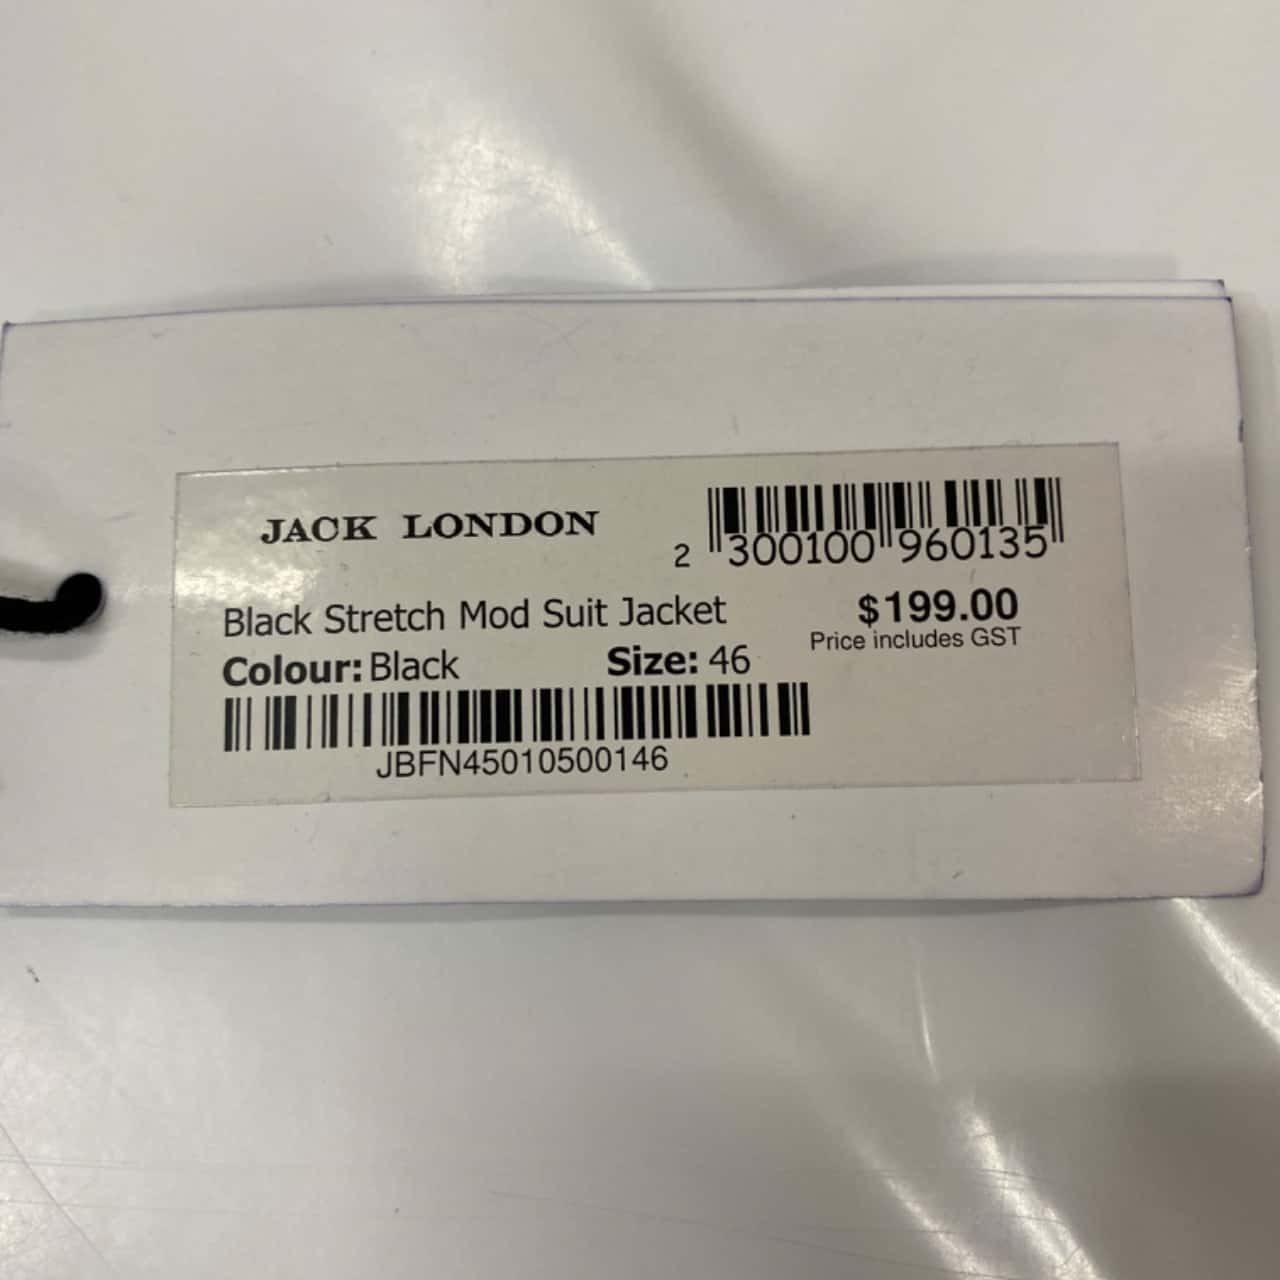 JACK LONDON
2 300100 960135
Black Stretch Mod Suit Jacket
$199.00
Price includes GST
Colour: Black Size: 46
JBFN45010500146